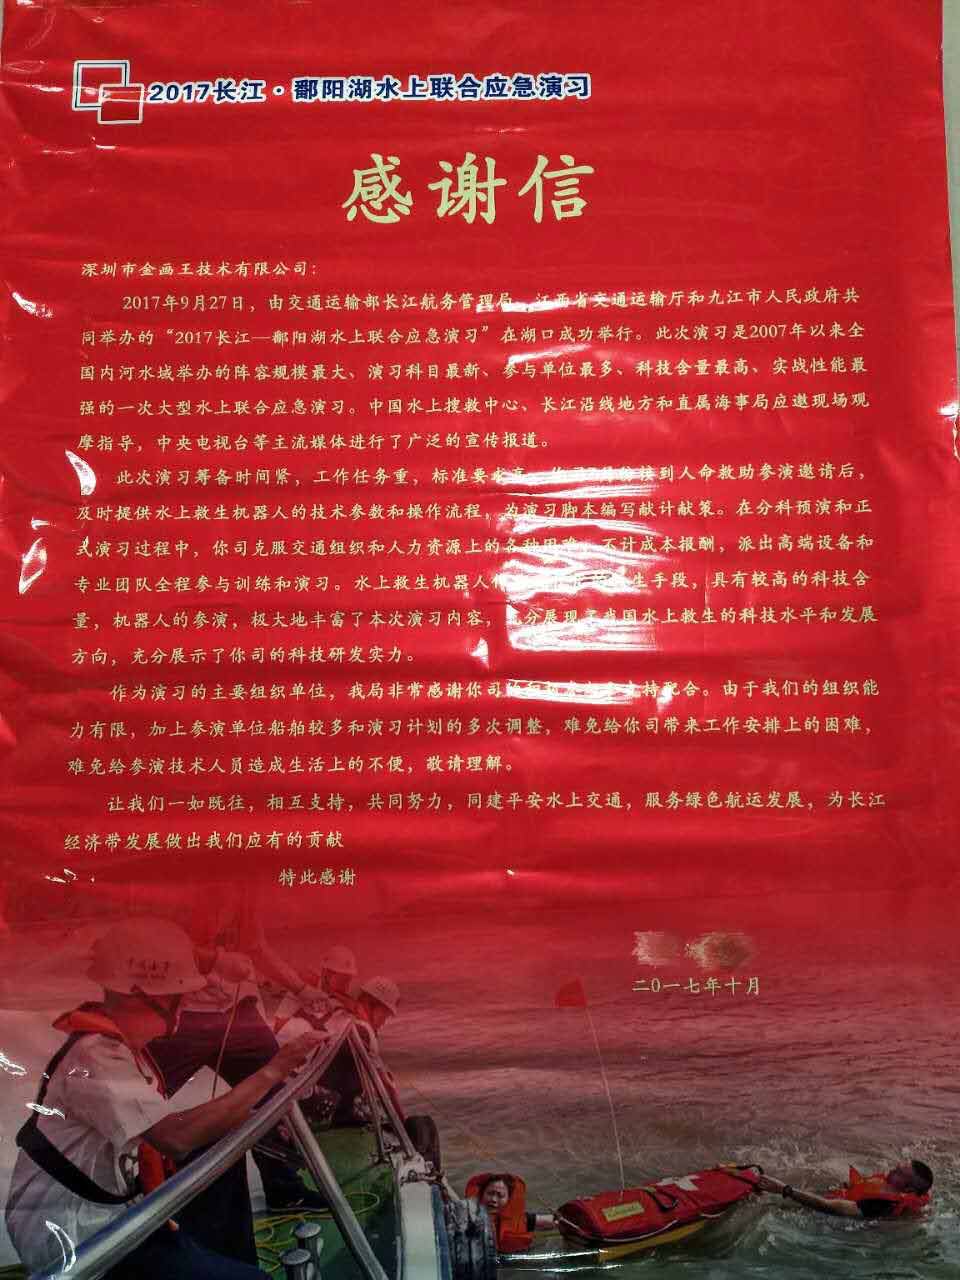 2017长江·鄱阳湖水上联合应急演习
感谢信
深圳市金画王技术有限公司：
2017年9月27日，由交通运输部长江航务管理局、江西省交通运输厅和九江市人民政府共
同举办的“2017长江—鄱阳湖水上联合应急演习”在湖口成功举行。此次演习是2007年以来全
国内河水域举办的阵容规模最大、演习科目最新、参与单位最多、科技含量最高、实战性能最
强的一次大型水上联合应急演习。中国水上搜救中心、长江沿线地方和直属海事局应邀现场观
摩指导，中央电视台等主流媒体进行了广泛的宣传报道。
此次演习筹备时间紧，工作任务重，标准要求高，接到人命救助参演邀请后，
及时提供水上救生机器人的技术参数和操作流程，为演习脚本编写献计献策。在分科预演和正
式演习过程中，你司克服交通组织和人力资源上的各种困难，不计成本报酬，派出高端设备和
专业团队全程参与训练和演习。水上救生机器人生手段，具有较高的科技含
量，机器人的参演，极大地丰富了本次演习内容，充分展现了我国水上救生的科技水平和发展
方向，充分展示了你司的科技研发实力。
作为演习的主要组织单位，我局非常感谢你司支持配合。由于我们的组织能
力有限，加上参演单位船舶较多和演习计划的多次调整，难免给你司带来工作安排上的困难，
难免给参演技术人员造成生活上的不便，敬请理解。
让我们一如既往，相互支持，共同努力，同建平安水上交通，服务绿色航运发展，为长江
经济带发展做出我们应有的贡献
特此感谢
二0一七年十月